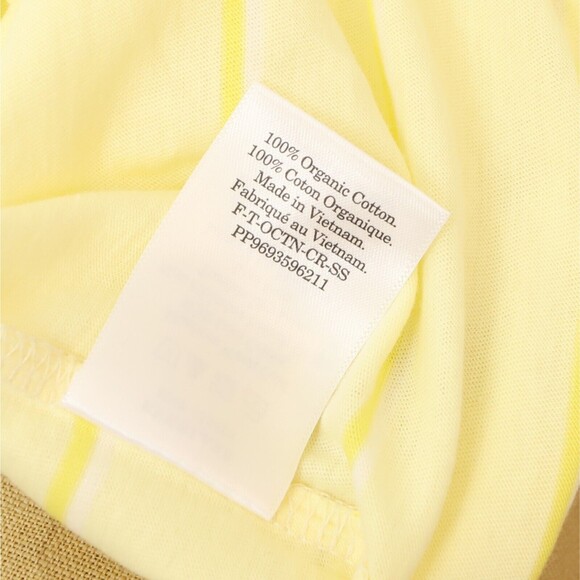 100% Organic Cotton.
100% Coton Organique.
Made in Vietnam.
Fabriqué au Vietnam.
F-T-OCTN-CR-SS
PP9693596211